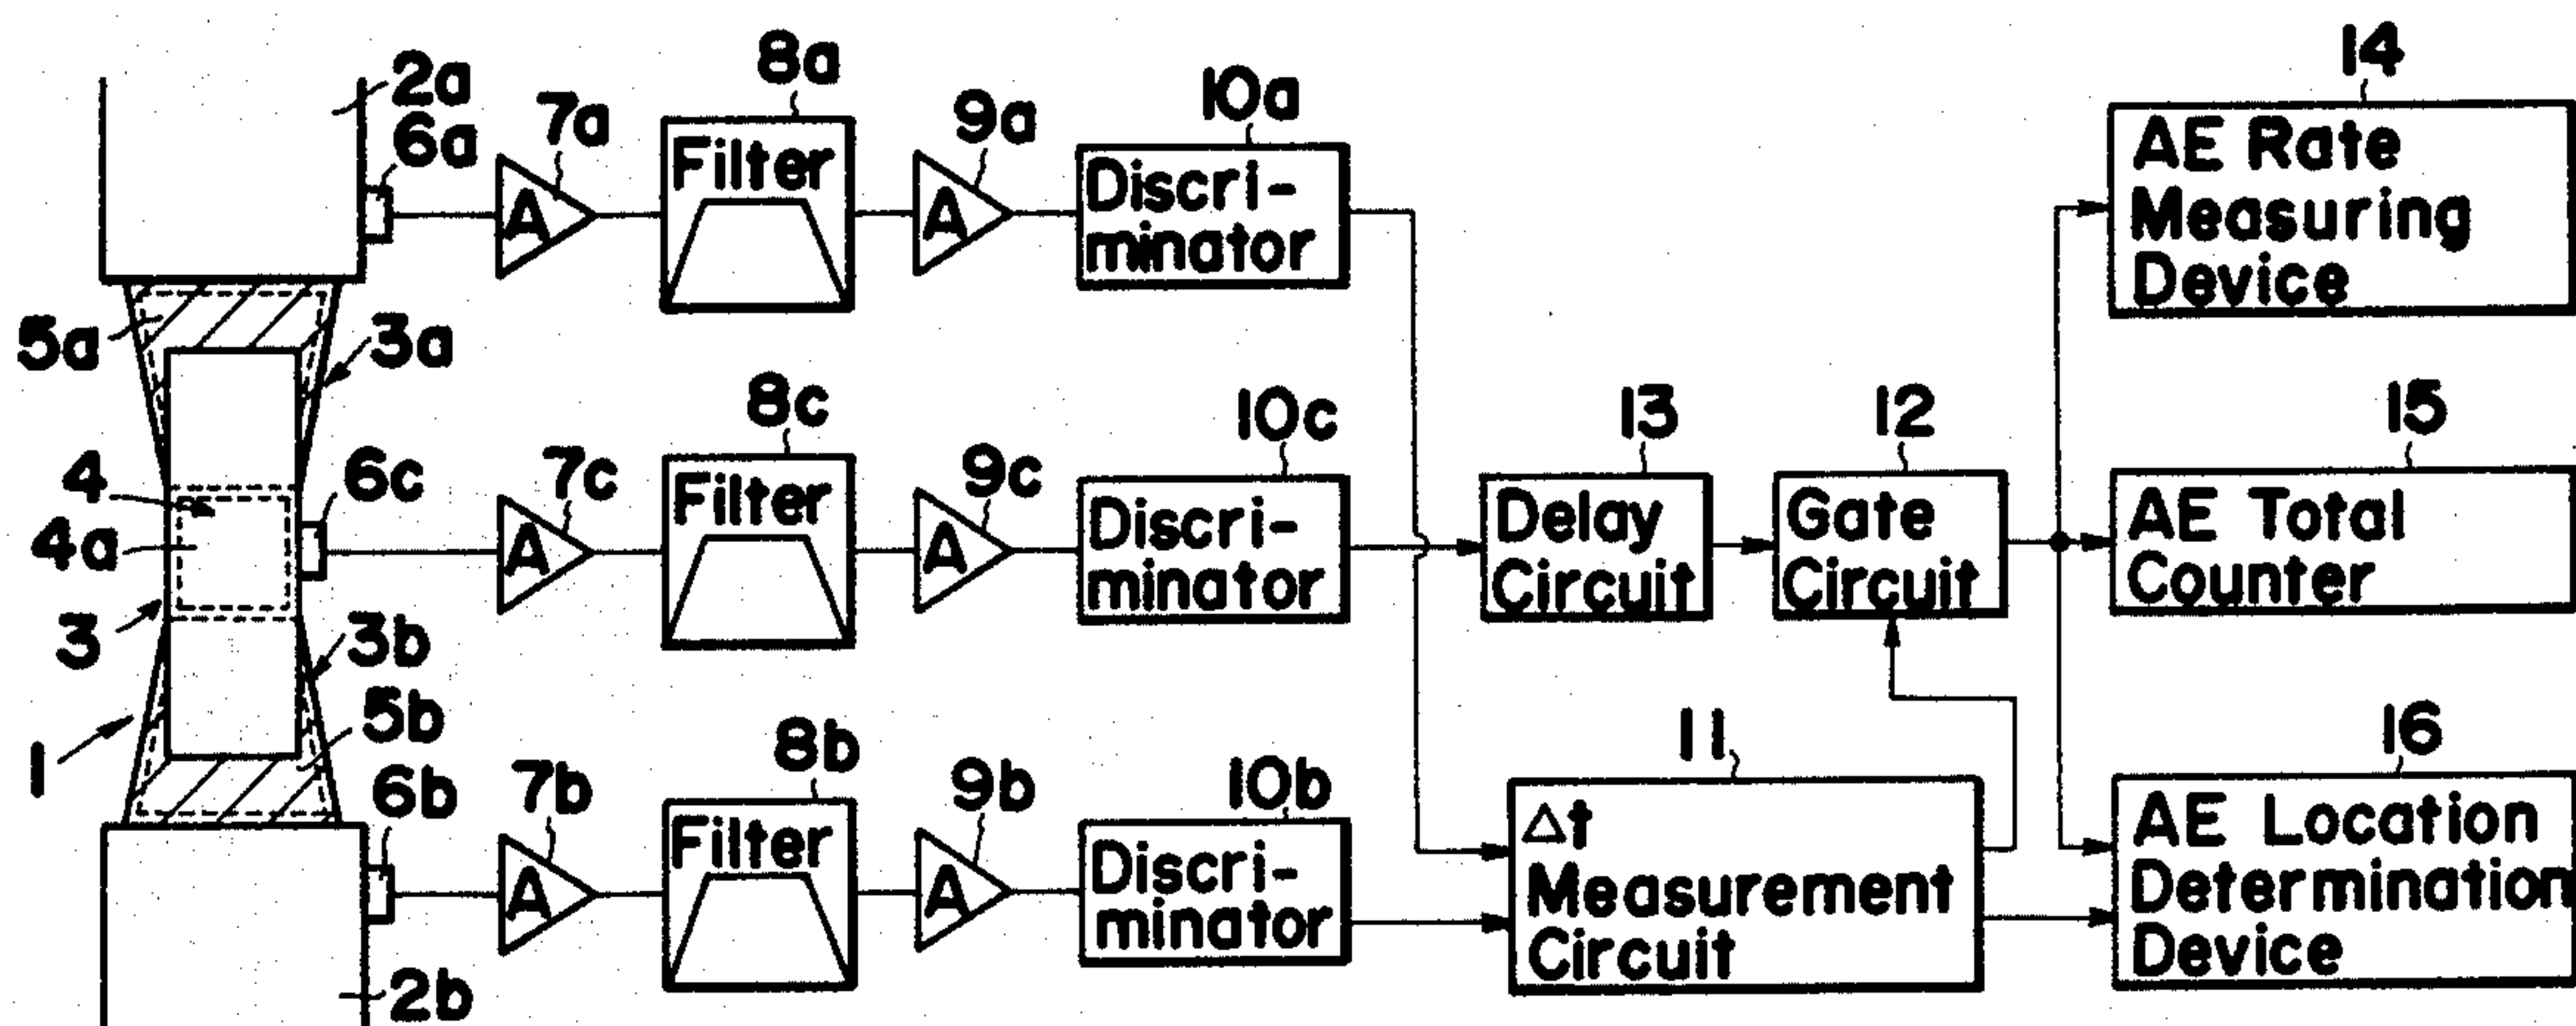 2a
6a
7a
8a
Filter
A
9a
A
10a
Discri-
minator
14
AE Rate
Measuring
Device
5a
3a
4
4a
3
6c
7c
A
8c
Filter
9c
A
10c
Discri-
minator
13
Delay
Circuit
12
Gate
Circuit
15
AE Total
Counter
3b
5b
1
6b
7b
A
8b
Filter
9b
A
10b
Discri-
minator
11
Δt
Measurement
Circuit
16
AE Location
Determination
Device
2b